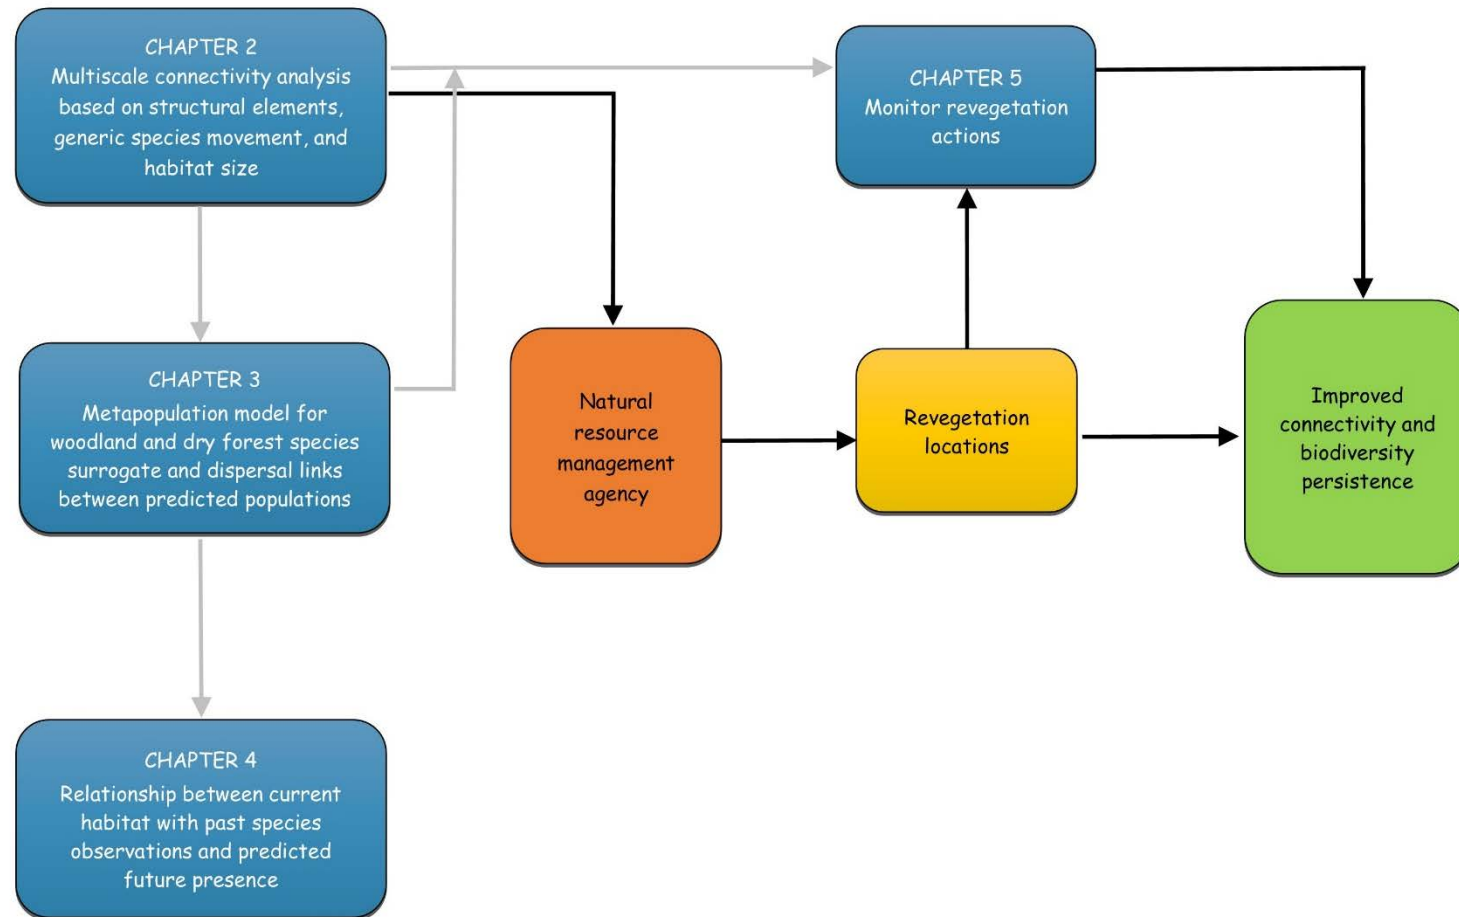 CHAPTER 2
Multiscale connectivity analysis
based on structural elements,
generic species movement, and
habitat size
CHAPTER 5
Monitor revegetation
actions
CHAPTER 3
Metapopulation model for
woodland and dry forest species
surrogate and dispersal links
between predicted populations
Natural
resource
management
agency
Revegetation
locations
Improved
connectivity and
biodiversity
persistence
CHAPTER 4
Relationship between current
habitat with past species
observations and predicted
future presence